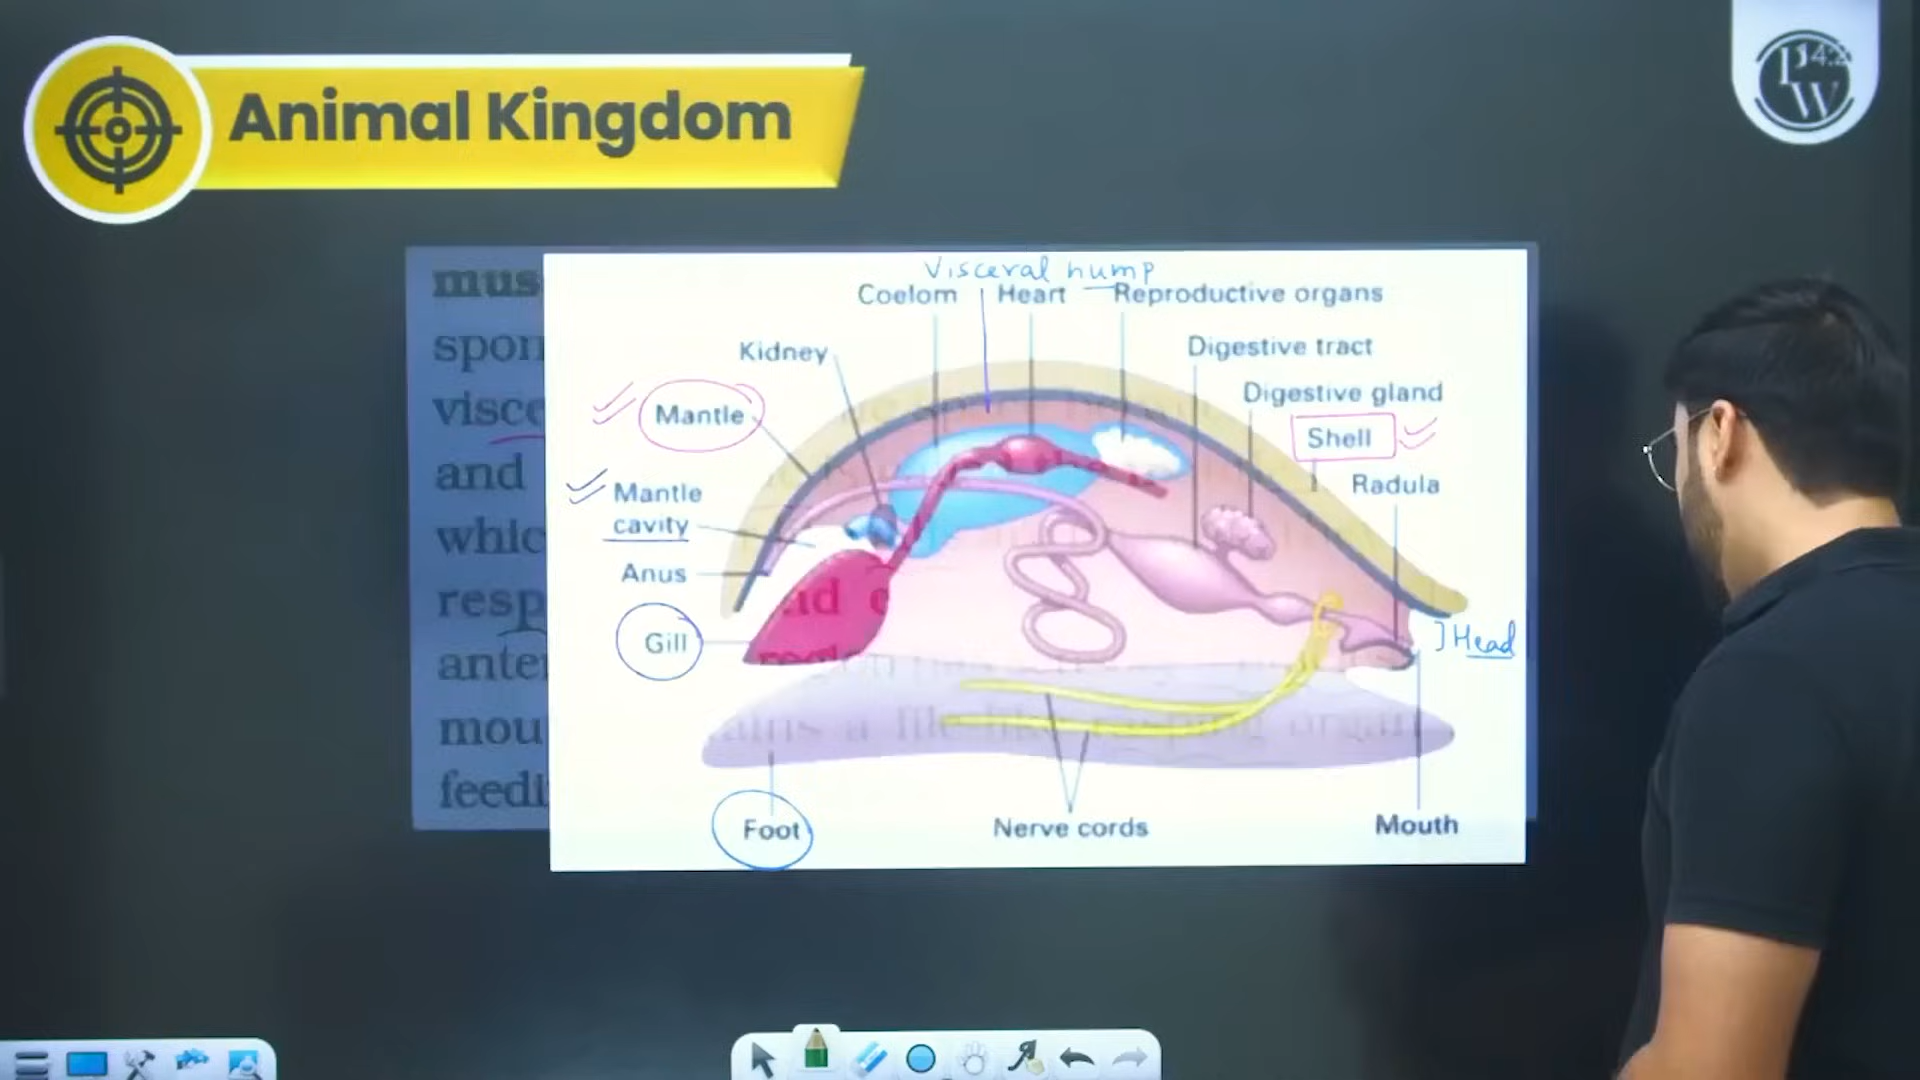 Animal Kingdom
PW
Visceral hump
Coelom Heart Reproductive organs
Kidney
Digestive tract
Mantle
Digestive gland
Shell
Mantle
cavity
Radula
Anus
Gill
Head
Foot
Nerve cords
Mouth
mus
spon
visce
and
whic
resp
ante
mou
feedi